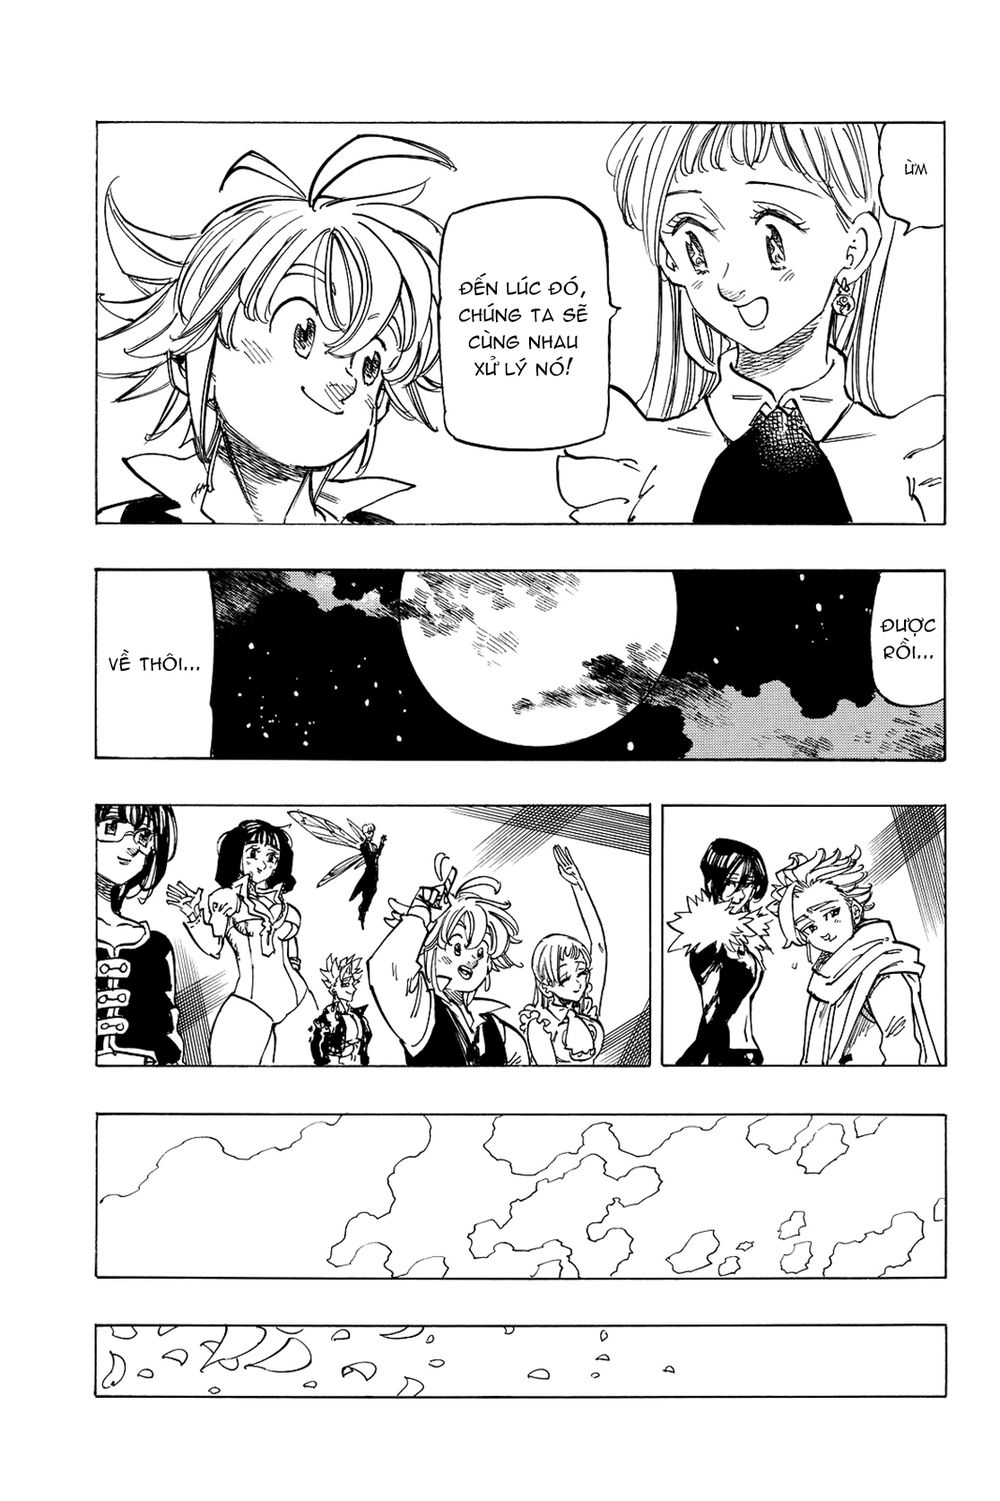 ỪM
ĐẾN LÚC ĐÓ,
CHÚNG TA SẼ
CÙNG NHAU
XỬ LÝ NÓ!
ĐƯỢC
RỒI...
VỀ THÔI...